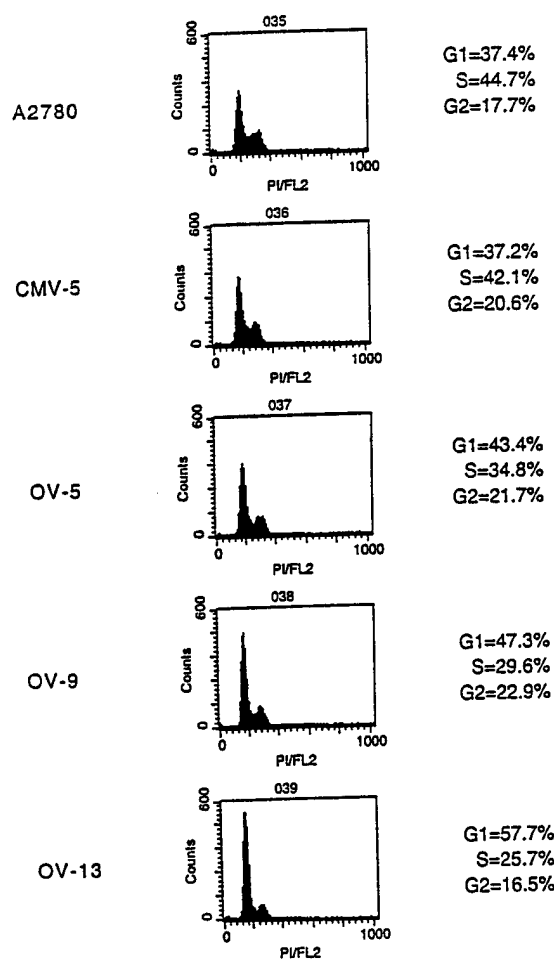 035
600
Counts
0
0
1000
PI/FL2
A2780
G1=37.4%
S=44.7%
G2=17.7%
036
600
Counts
0
0
1000
PI/FL2
CMV-5
G1=37.2%
S=42.1%
G2=20.6%
037
600
Counts
0
0
1000
PI/FL2
OV-5
G1=43.4%
S=34.8%
G2=21.7%
038
600
Counts
0
0
1000
PI/FL2
OV-9
G1=47.3%
S=29.6%
G2=22.9%
039
600
Counts
0
0
1000
PI/FL2
OV-13
G1=57.7%
S=25.7%
G2=16.5%